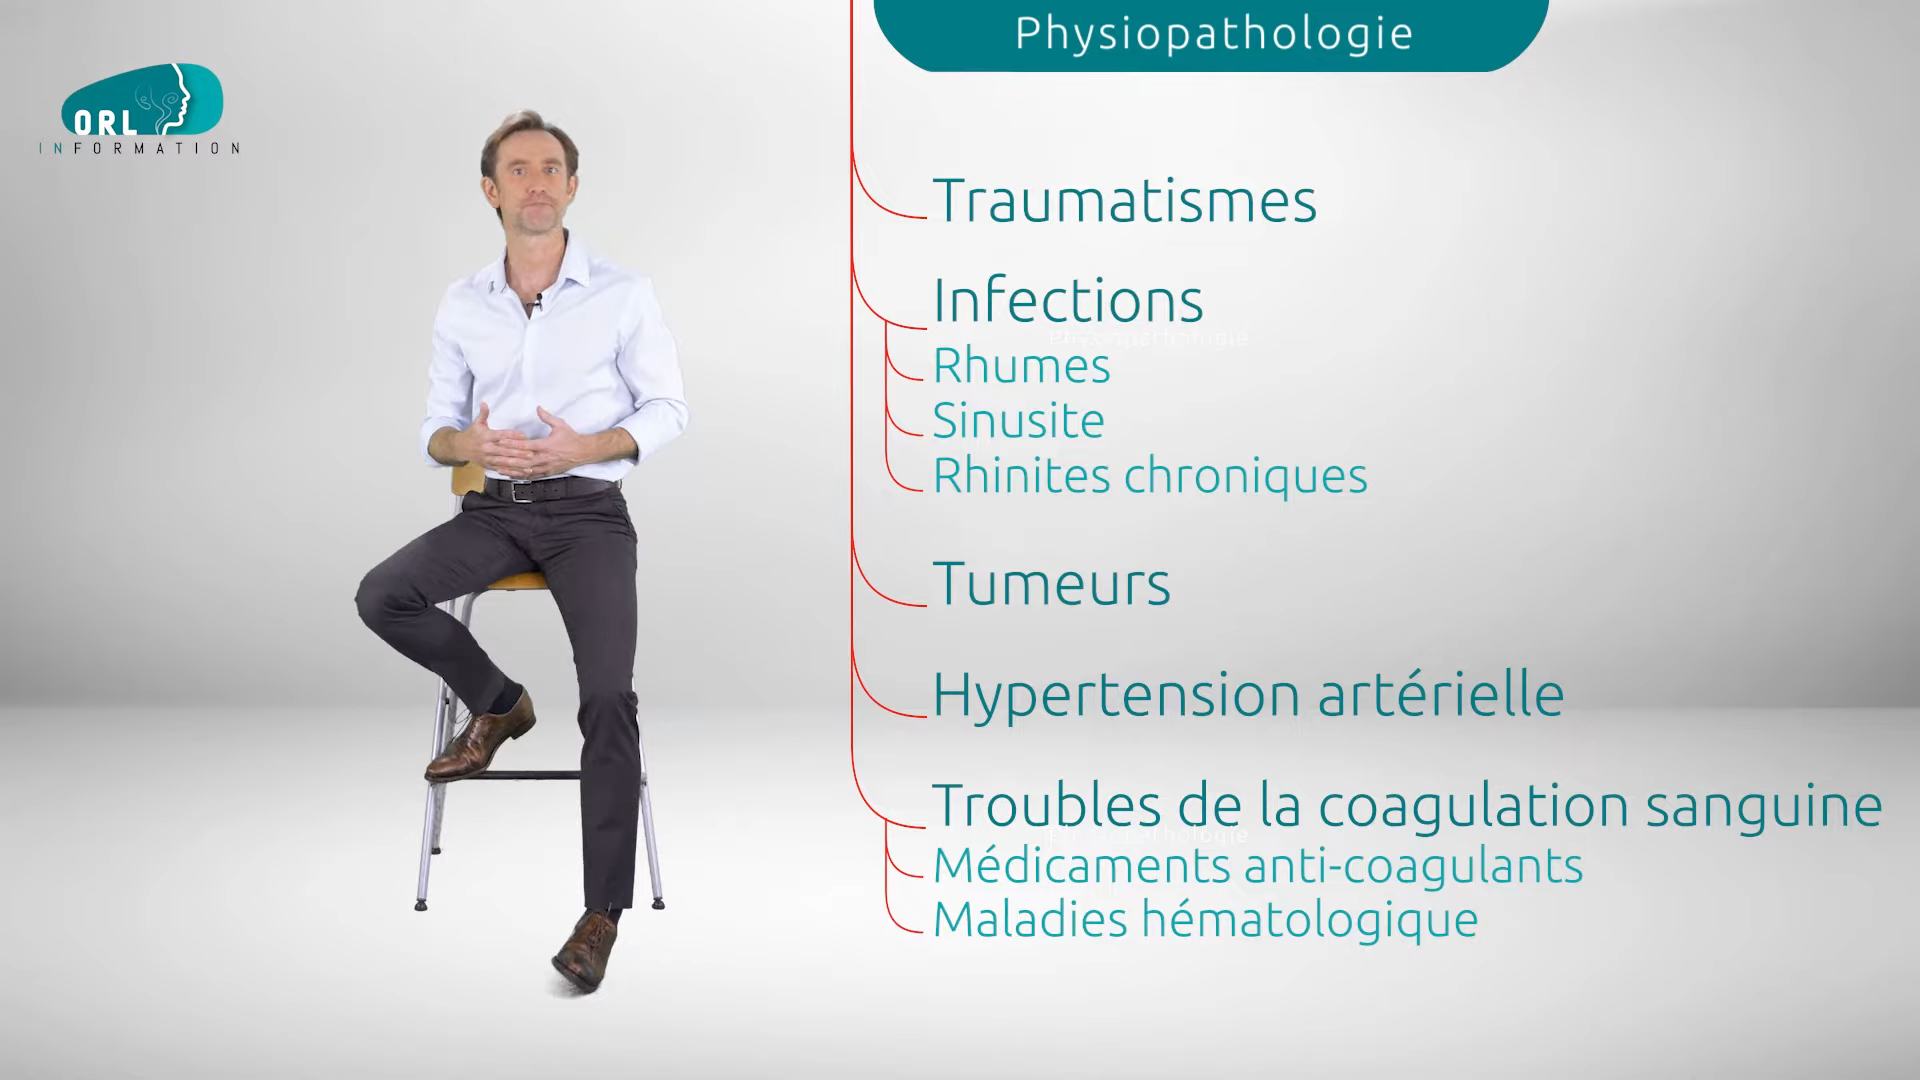 Physiopathologie
ORL
INFORMATION
Traumatismes
Infections
Rhumes
Sinusite
Rhinites chroniques
Tumeurs
Hypertension artérielle
Troubles de la coagulation sanguine
Médicaments anti-coagulants
Maladies hématologique